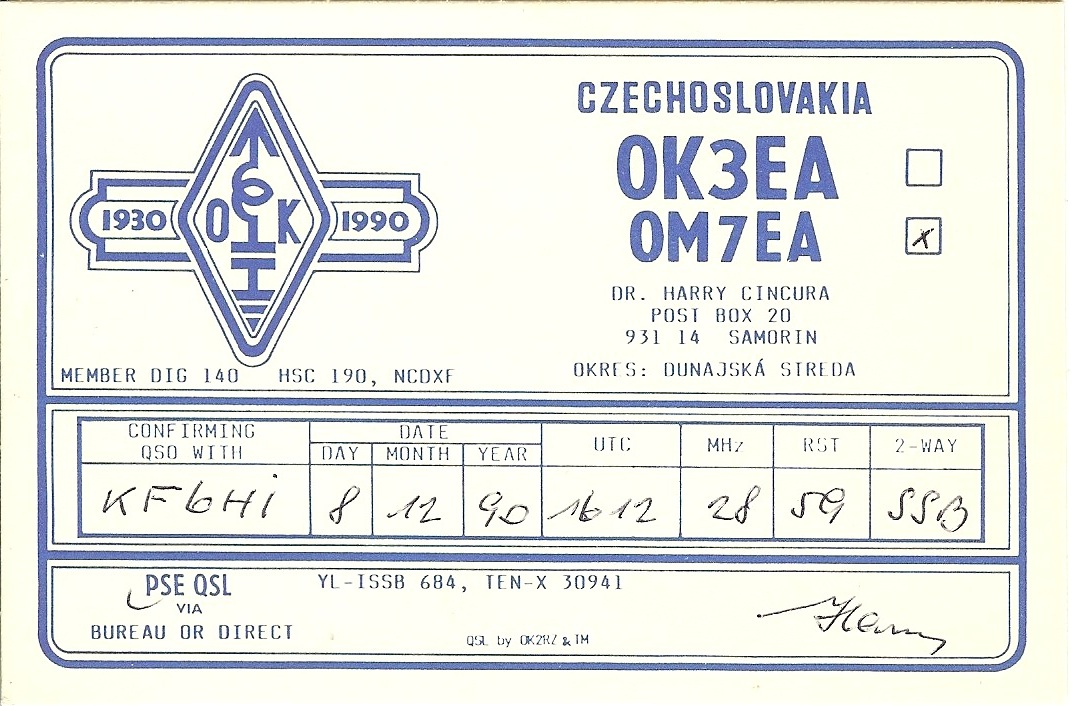 CZECHOSLOVAKIA
OK3EA
OM7EA X
1930 OK 1990
DR. HARRY CINCURA
POST BOX 20
931 14 SAMORIN
OKRES: DUNAJSKÁ STREDA
MEMBER DIG 140 HSC 190, NCDXF
CONFIRMING QSO WITH DATE DAY MONTH YEAR UTC MHz RST 2-WAY
KF6HI 8 12 90 1612 28 59 SSB
PSE QSL YL-ISSB 684, TEN-X 30941
VIA
BUREAU OR DIRECT
QSL by OK2RZ & TM
Harry